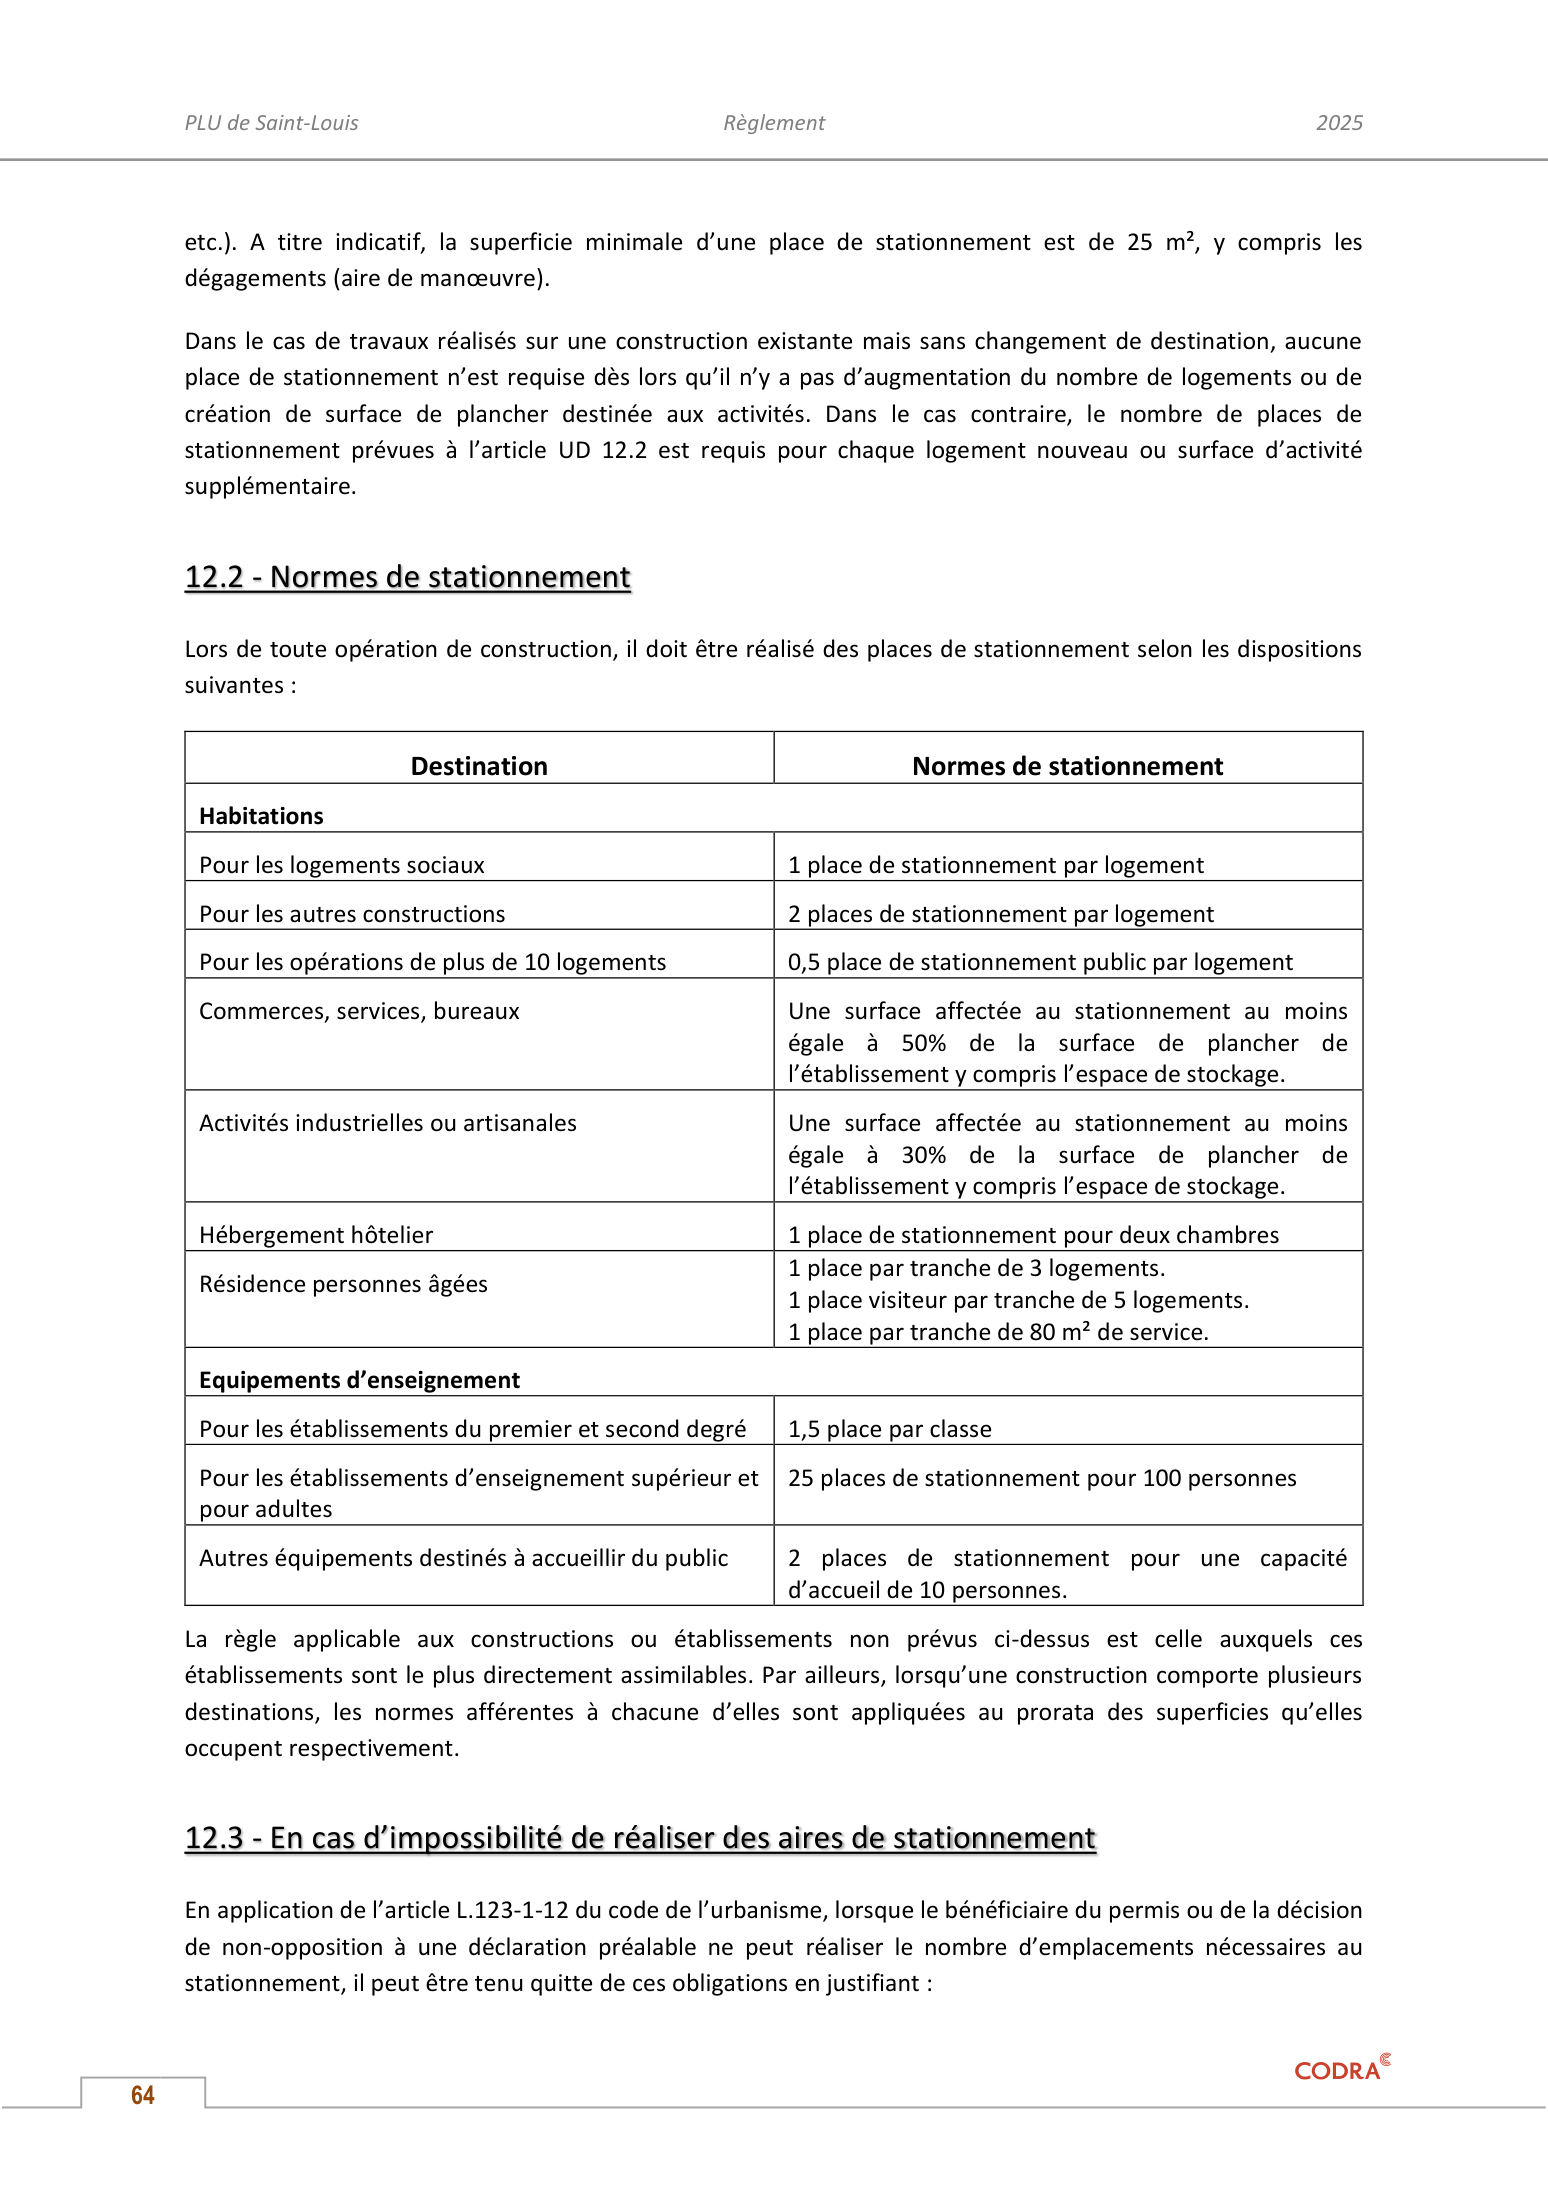 PLU de Saint-Louis Règlement 2025
etc.). A titre indicatif, la superficie minimale d’une place de stationnement est de 25 m², y compris les
dégagements (aire de manœuvre).
Dans le cas de travaux réalisés sur une construction existante mais sans changement de destination, aucune
place de stationnement n’est requise dès lors qu’il n’y a pas d’augmentation du nombre de logements ou de
création de surface de plancher destinée aux activités. Dans le cas contraire, le nombre de places de
stationnement prévues à l’article UD 12.2 est requis pour chaque logement nouveau ou surface d’activité
supplémentaire.
12.2 - Normes de stationnement
Lors de toute opération de construction, il doit être réalisé des places de stationnement selon les dispositions
suivantes :
Destination Normes de stationnement
Habitations
Pour les logements sociaux 1 place de stationnement par logement
Pour les autres constructions 2 places de stationnement par logement
Pour les opérations de plus de 10 logements 0,5 place de stationnement public par logement
Commerces, services, bureaux Une surface affectée au stationnement au moins
égale à 50% de la surface de plancher de
l’établissement y compris l’espace de stockage.
Activités industrielles ou artisanales Une surface affectée au stationnement au moins
égale à 30% de la surface de plancher de
l’établissement y compris l’espace de stockage.
Hébergement hôtelier 1 place de stationnement pour deux chambres
Résidence personnes âgées 1 place par tranche de 3 logements.
1 place visiteur par tranche de 5 logements.
1 place par tranche de 80 m² de service.
Equipements d’enseignement
Pour les établissements du premier et second degré 1,5 place par classe
Pour les établissements d’enseignement supérieur et 25 places de stationnement pour 100 personnes
pour adultes
Autres équipements destinés à accueillir du public 2 places de stationnement pour une capacité
d’accueil de 10 personnes.
La règle applicable aux constructions ou établissements non prévus ci-dessus est celle auxquels ces
établissements sont le plus directement assimilables. Par ailleurs, lorsqu’une construction comporte plusieurs
destinations, les normes afférentes à chacune d’elles sont appliquées au prorata des superficies qu’elles
occupent respectivement.
12.3 - En cas d’impossibilité de réaliser des aires de stationnement
En application de l’article L.123-1-12 du code de l’urbanisme, lorsque le bénéficiaire du permis ou de la décision
de non-opposition à une déclaration préalable ne peut réaliser le nombre d’emplacements nécessaires au
stationnement, il peut être tenu quitte de ces obligations en justifiant :
CODRA
64